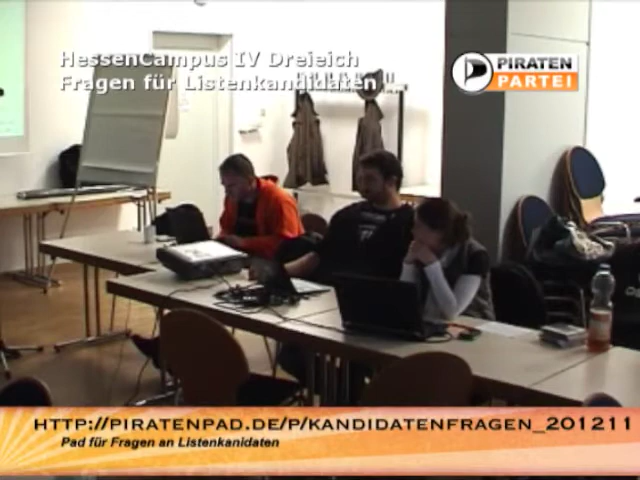 HessenCampus IV Dreieich
Fragen für Listenkandidaten
PIRATEN
PARTEI
HTTP://PIRATENPAD.DE/P/KANDIDATENFRAGEN_201211
Pad für Fragen an Listenkanidaten